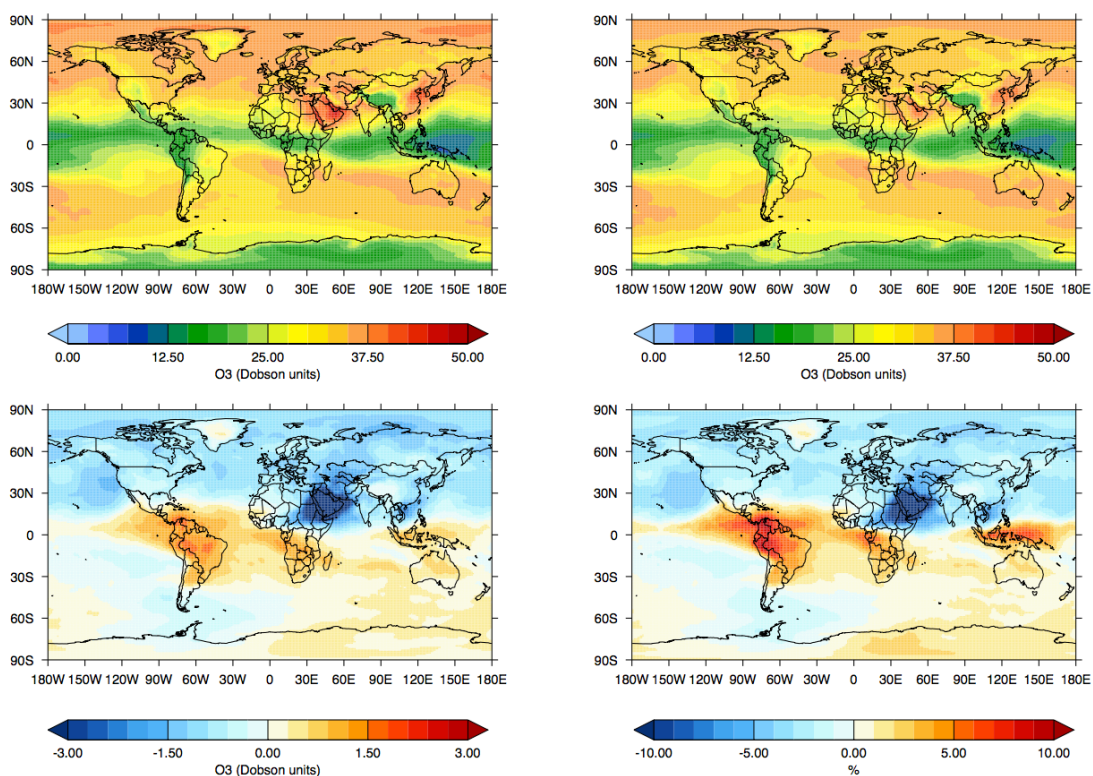 90N
60N
30N
0
30S
60S
90S
180W 150W 120W 90W 60W 30W 0 30E 60E 90E 120E 150E 180E
0.00 12.50 25.00 37.50 50.00
O3 (Dobson units)
90N
60N
30N
0
30S
60S
90S
180W 150W 120W 90W 60W 30W 0 30E 60E 90E 120E 150E 180E
0.00 12.50 25.00 37.50 50.00
O3 (Dobson units)
90N
60N
30N
0
30S
60S
90S
180W 150W 120W 90W 60W 30W 0 30E 60E 90E 120E 150E 180E
-3.00 -1.50 0.00 1.50 3.00
O3 (Dobson units)
90N
60N
30N
0
30S
60S
90S
180W 150W 120W 90W 60W 30W 0 30E 60E 90E 120E 150E 180E
-10.00 -5.00 0.00 5.00 10.00
%